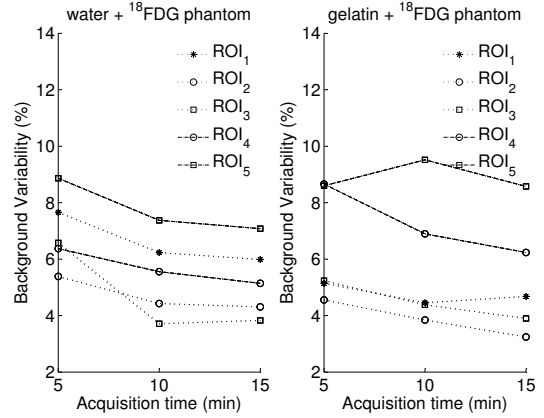 water + ¹⁸FDG phantom
14
12
10
8
6
4
2
5
10
15
Background Variability (%)
Acquisition time (min)
ROI₁
ROI₂
ROI₃
ROI₄
ROI₅
gelatin + ¹⁸FDG phantom
14
12
10
8
6
4
2
5
10
15
Background Variability (%)
Acquisition time (min)
ROI₁
ROI₂
ROI₃
ROI₄
ROI₅